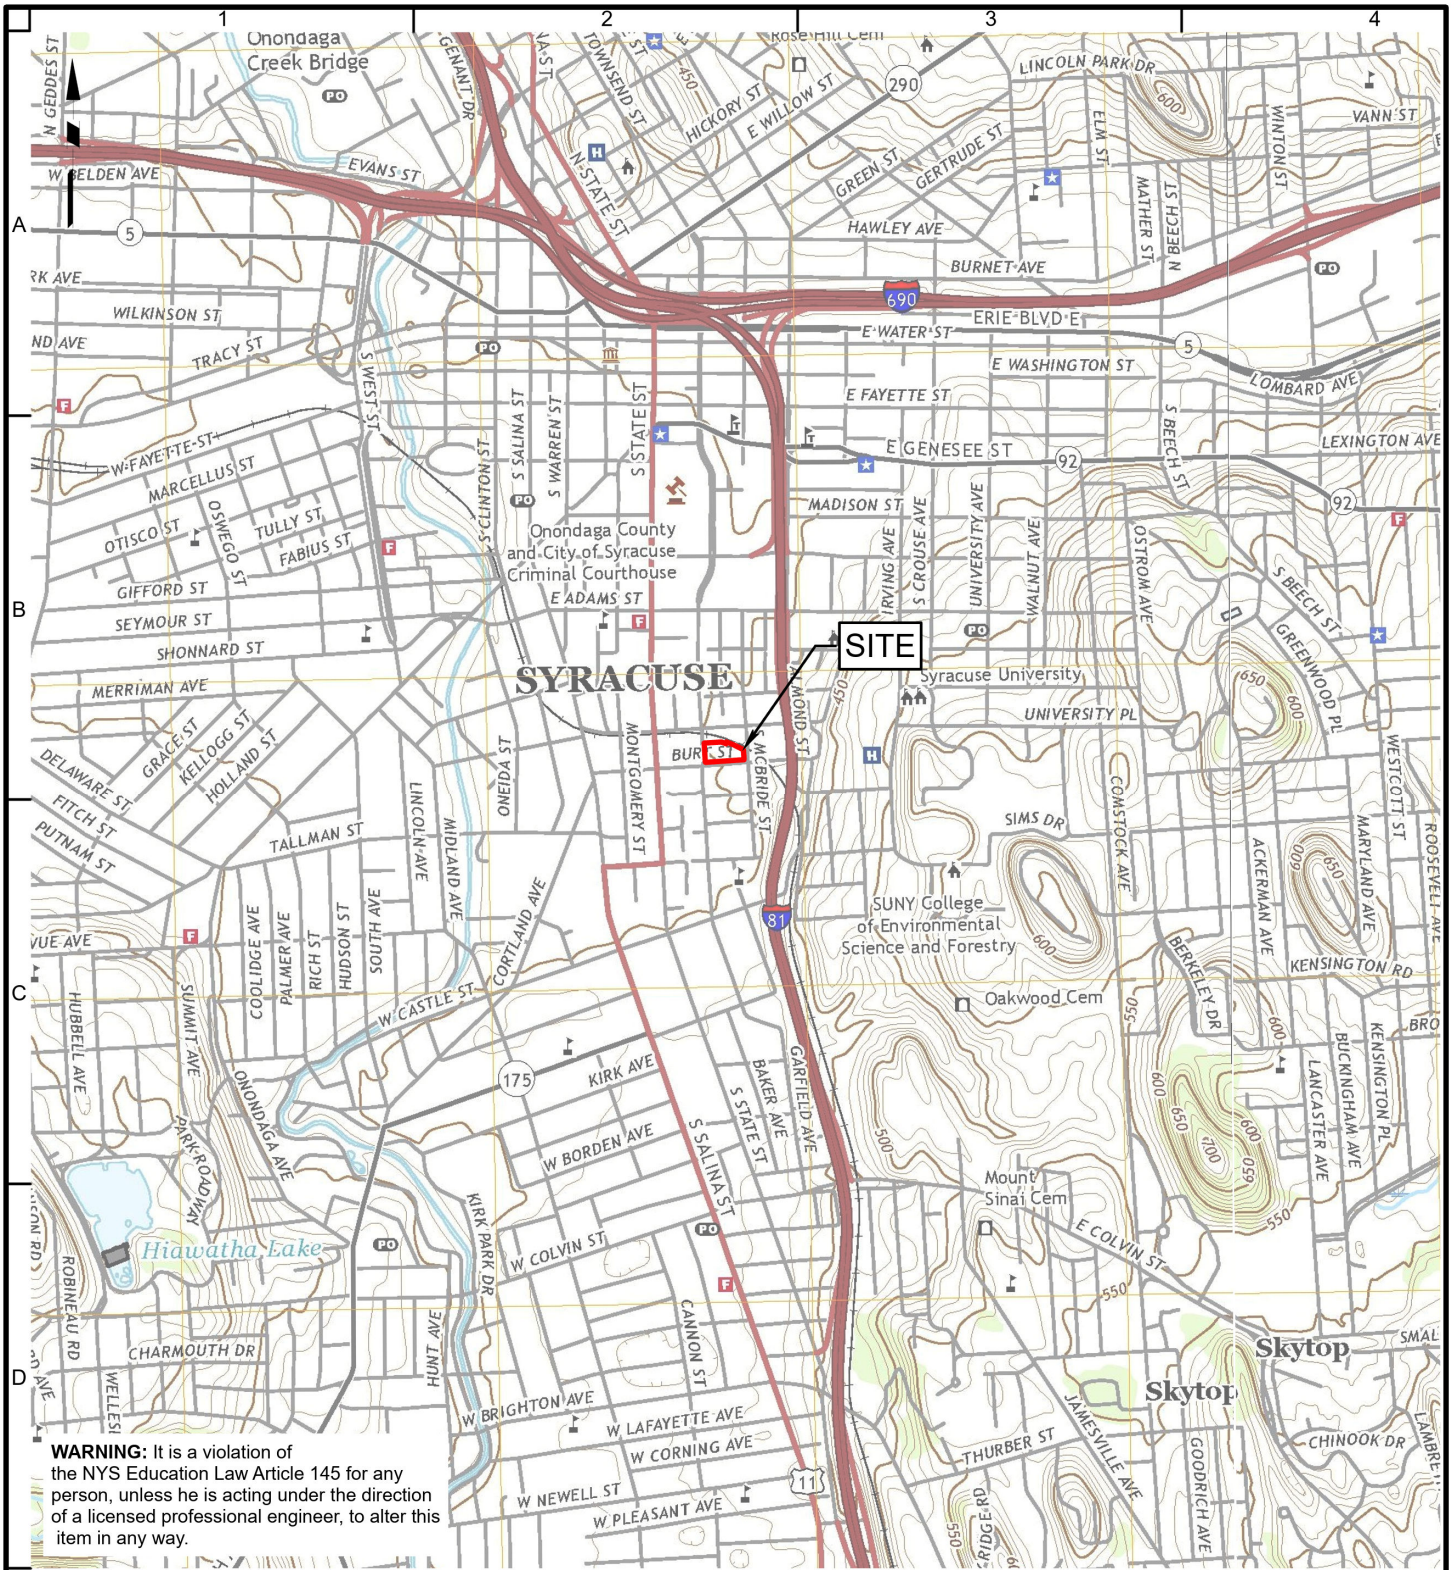 1
2
3
4
A
B
C
D
Onondaga
Creek Bridge
PO
N GEDDES ST
GENANT DR
TOWNSEND ST
450
Rose Hill Cem
290
LINCOLN PARK DR
600
HICKORY ST
E WILLOW ST
ELM ST
WINTON ST
VANN ST
W BELDEN AVE
EVANS ST
H
N STATE ST
GREEN ST
GERTRUDE ST
MATHER ST
N BEECH ST
5
HAWLEY AVE
BURNET AVE
PO
RK AVE
WILKINSON ST
690
ERIE BLVD E
E WATER ST
5
ND AVE
TRACY ST
PO
S WEST ST
E WASHINGTON ST
LOMBARD AVE
F
S SALINA ST
S WARREN ST
S STATE ST
E FAYETTE ST
S BEECH ST
W FAYETTE ST
S CLINTON ST
E GENESEE ST
92
LEXINGTON AVE
MARCELLUS ST
OSWEGO ST
TULLY ST
OTISCO ST
FABIUS ST
F
PO
MADISON ST
92
F
Onondaga County
and City of Syracuse
Criminal Courthouse
IRVING AVE
S CROUSE AVE
UNIVERSITY AVE
WALNUT AVE
OSTROM AVE
S BEECH ST
GIFFORD ST
E ADAMS ST
SEYMOUR ST
F
PO
SHONNARD ST
SITE
GREENWOOD PL
SYRACUSE
Syracuse University
450
650
600
MERRIMAN AVE
ALMOND ST
UNIVERSITY PL
GRACE ST
KELLOGG ST
HOLLAND ST
ONEIDA ST
MONTGOMERY ST
BURT ST
S MCBRIDE ST
H
WESTCOTT ST
DELAWARE ST
FITCH ST
PUTNAM ST
LINCOLN AVE
MIDLAND AVE
TALLMAN ST
SIMS DR
COMSTOCK AVE
ACKERMAN AVE
600
650
MARYLAND AVE
ROOSEVELT AVE
COOLIDGE AVE
PALMER AVE
RICH ST
HUDSON ST
SOUTH AVE
CORTLAND AVE
81
SUNY College
of Environmental
Science and Forestry
600
VUE AVE
F
BERKELEY DR
KENSINGTON RD
HUBBELL AVE
SUMMIT AVE
W CASTLE ST
Oakwood Cem
550
600
BRO
175
KIRK AVE
BAKER AVE
GARFIELD AVE
S STATE ST
LANCASTER AVE
BUCKINGHAM AVE
KENSINGTON PL
ONONDAGA AVE
PARK ROADWAY
W BORDEN AVE
S SALINA ST
500
600
650
700
600
650
550
Mount
Sinai Cem
KIRK PARK DR
Hiawatha Lake
PO
PO
W COLVIN ST
E COLVIN ST
ROBINEAU RD
F
550
HUNT AVE
CANNON ST
CHARMOUTH DR
Skytop
SMAL
Skytop
W BRIGHTON AVE
W LAFAYETTE AVE
W CORNING AVE
THURBER ST
JAMESVILLE AVE
GOODRICH AVE
CHINOOK DR
11
W NEWELL ST
W PLEASANT AVE
550
RIDGE RD
WARNING: It is a violation of
the NYS Education Law Article 145 for any
person, unless he is acting under the direction
of a licensed professional engineer, to alter this
item in any way.